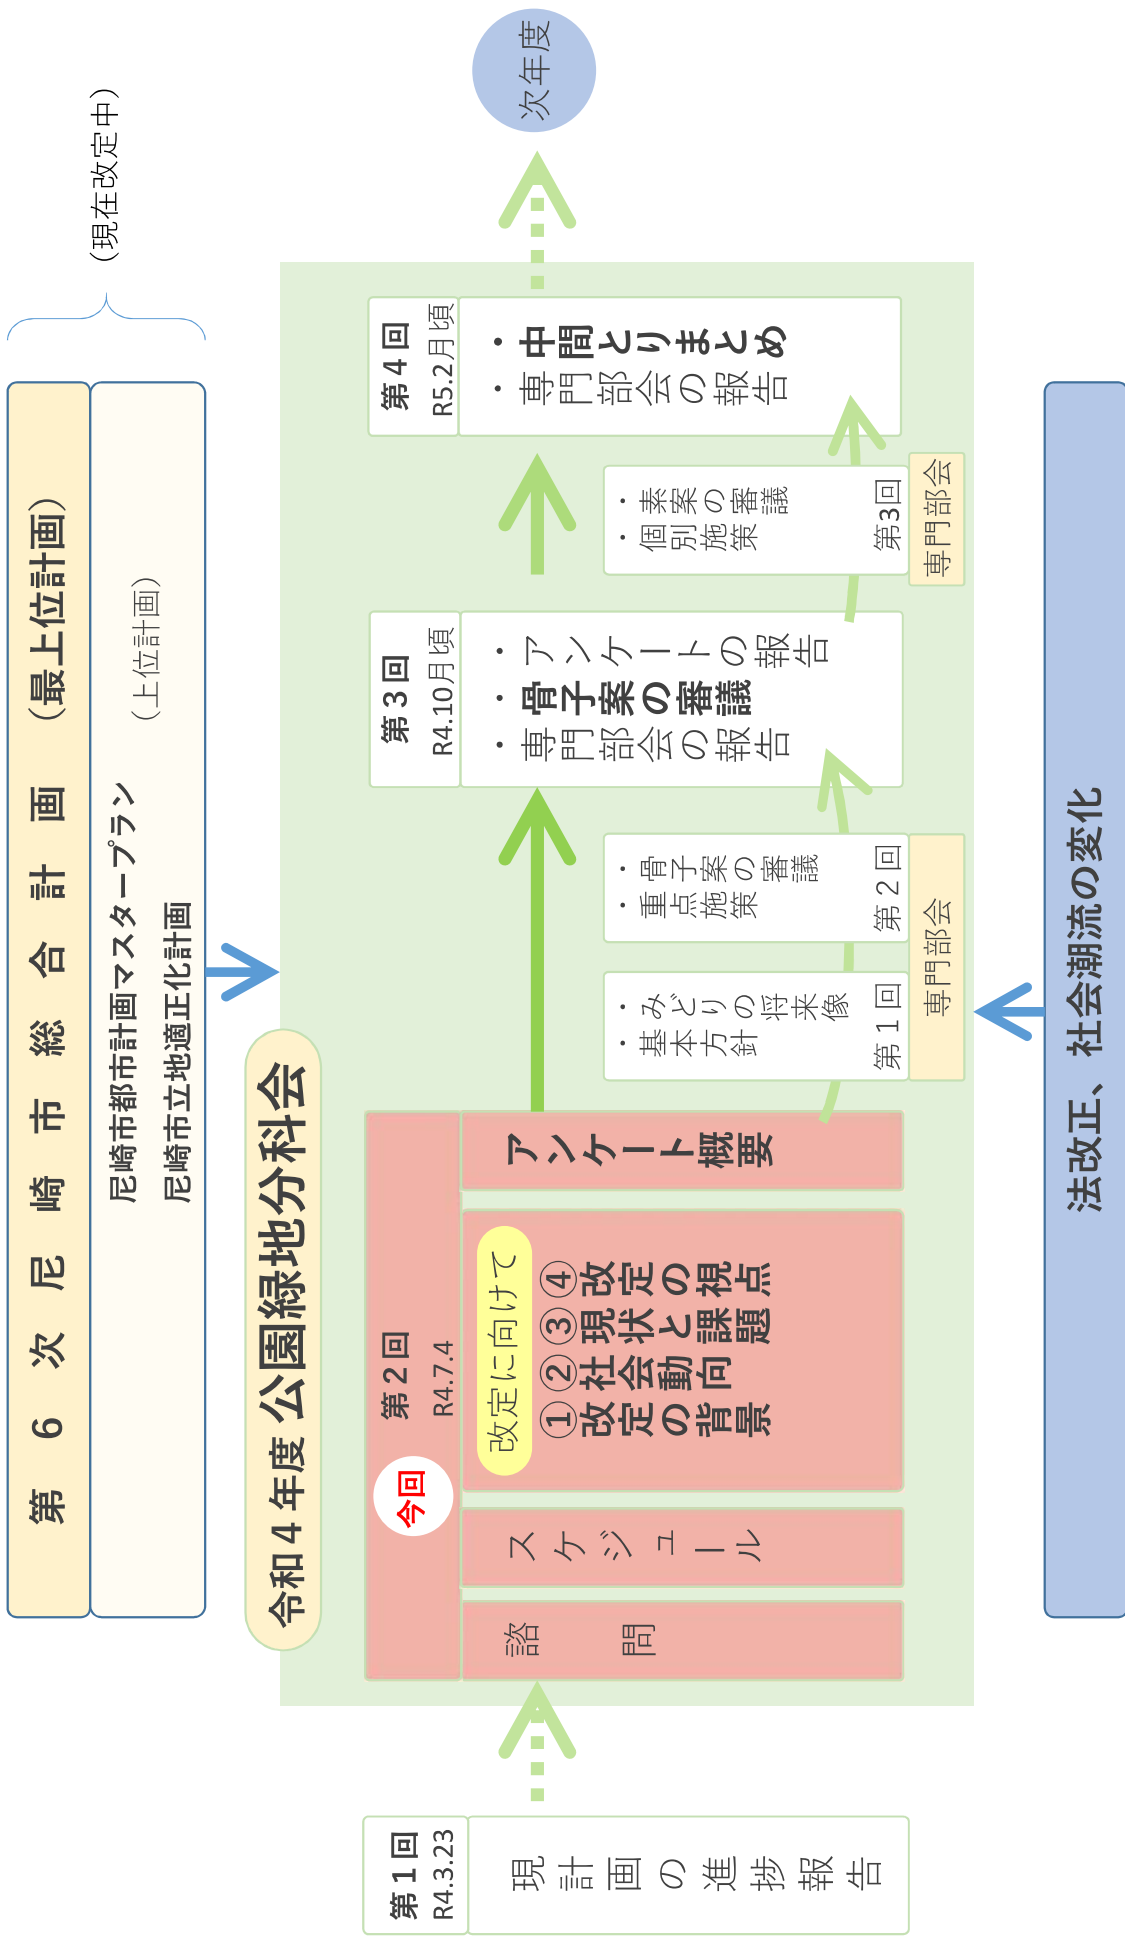 第６次尼崎市総合計画（最上位計画）
尼崎市都市計画マスタープラン
（上位計画）
尼崎市立地適正化計画
（現在改定中）
令和４年度 公園緑地分科会
第１回
R4.3.23
現計画の進捗報告
今回
第２回
R4.7.4
諮問
スケジュール
改定に向けて
①改定の背景
②社会動向
③現状と課題
④改定の視点
アンケート概要
・みどりの将来像
・基本方針
第１回
・骨子案の審議
・重点施策
第２回
専門部会
第３回
R4.10月頃
・アンケートの報告
・骨子案の審議
・専門部会の報告
・素案の審議
・個別施策
第3回
専門部会
第４回
R5.2月頃
・中間とりまとめ
・専門部会の報告
次年度
法改正、社会潮流の変化